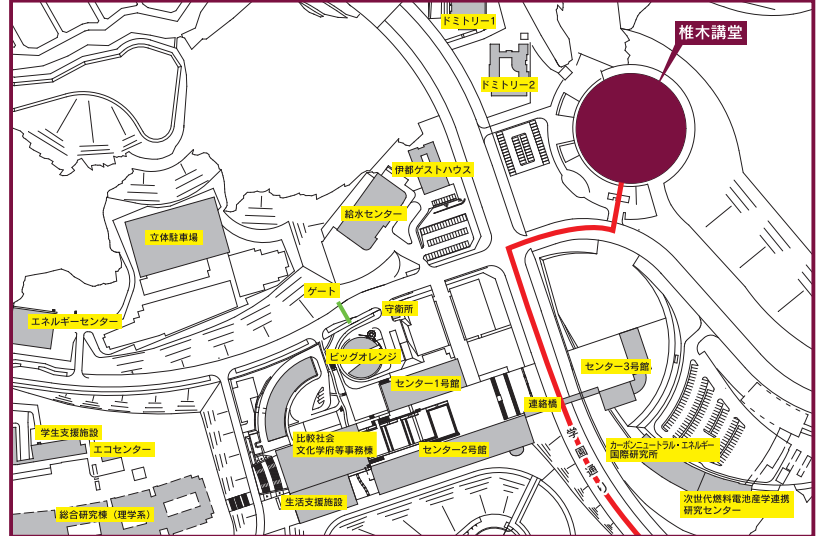 ドミトリー1
椎木講堂
ドミトリー2
伊都ゲストハウス
給水センター
立体駐車場
ゲート
守衛所
エネルギーセンター
ビッグオレンジ
センター3号館
センター1号館
連絡橋
学生支援施設
エコセンター
比較社会
文化学府等事務棟
センター2号館
学園通り
カーボンニュートラル・エネルギー
国際研究所
生活支援施設
次世代燃料電池産学連携
研究センター
総合研究棟（理学系）